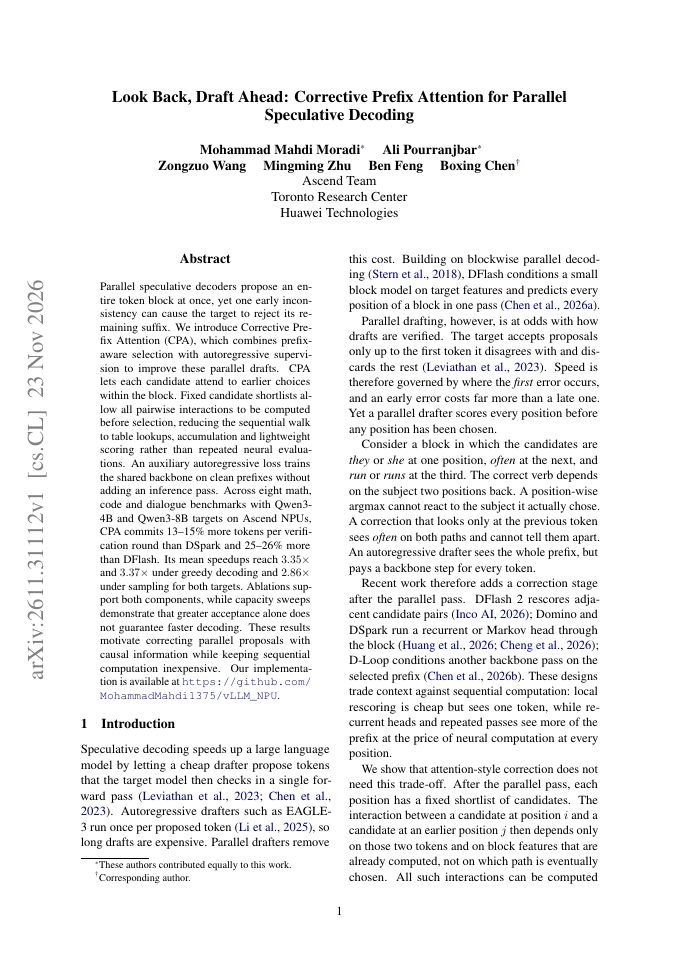 Look Back, Draft Ahead: Corrective Prefix Attention for Parallel
Speculative Decoding
Mohammad Mahdi Moradi* Ali Pourranjbar*
Zongzuo Wang Mingming Zhu Ben Feng Boxing Chen†
Ascend Team
Toronto Research Center
Huawei Technologies
arXiv:2611.31112v1 [cs.CL] 23 Nov 2026
Abstract
Parallel speculative decoders propose an en-
tire token block at once, yet one early incon-
sistency can cause the target to reject its re-
maining suffix. We introduce Corrective Pre-
fix Attention (CPA), which combines prefix-
aware selection with autoregressive supervi-
sion to improve these parallel drafts. CPA
lets each candidate attend to earlier choices
within the block. Fixed candidate shortlists al-
low all pairwise interactions to be computed
before selection, reducing the sequential walk
to table lookups, accumulation and lightweight
scoring rather than repeated neural evalua-
tions. An auxiliary autoregressive loss trains
the shared backbone on clean prefixes without
adding an inference pass. Across eight math,
code and dialogue benchmarks with Qwen3-
4B and Qwen3-8B targets on Ascend NPUs,
CPA commits 13–15% more tokens per verifi-
cation round than DSpark and 25–26% more
than DFlash. Its mean speedups reach 3.35×
and 3.37× under greedy decoding and 2.86×
under sampling for both targets. Ablations sup-
port both components, while capacity sweeps
demonstrate that greater acceptance alone does
not guarantee faster decoding. These results
motivate correcting parallel proposals with
causal information while keeping sequential
computation inexpensive. Our implementa-
tion is available at https://github.com/
MohammadMahdi1375/vLLM_NPU.
1 Introduction
Speculative decoding speeds up a large language
model by letting a cheap drafter propose tokens
that the target model then checks in a single for-
ward pass (Leviathan et al., 2023; Chen et al.,
2023). Autoregressive drafters such as EAGLE-
3 run once per proposed token (Li et al., 2025), so
long drafts are expensive. Parallel drafters remove
*These authors contributed equally to this work.
†Corresponding author.
this cost. Building on blockwise parallel decod-
ing (Stern et al., 2018), DFlash conditions a small
block model on target features and predicts every
position of a block in one pass (Chen et al., 2026a).
Parallel drafting, however, is at odds with how
drafts are verified. The target accepts proposals
only up to the first token it disagrees with and dis-
cards the rest (Leviathan et al., 2023). Speed is
therefore governed by where the first error occurs,
and an early error costs far more than a late one.
Yet a parallel drafter scores every position before
any position has been chosen.
Consider a block in which the candidates are
they or she at one position, often at the next, and
run or runs at the third. The correct verb depends
on the subject two positions back. A position-wise
argmax cannot react to the subject it actually chose.
A correction that looks only at the previous token
sees often on both paths and cannot tell them apart.
An autoregressive drafter sees the whole prefix, but
pays a backbone step for every token.
Recent work therefore adds a correction stage
after the parallel pass. DFlash 2 rescores adja-
cent candidate pairs (Inco AI, 2026); Domino and
DSpark run a recurrent or Markov head through
the block (Huang et al., 2026; Cheng et al., 2026);
D-Loop conditions another backbone pass on the
selected prefix (Chen et al., 2026b). These designs
trade context against sequential computation: local
rescoring is cheap but sees one token, while re-
current heads and repeated passes see more of the
prefix at the price of neural computation at every
position.
We show that attention-style correction does not
need this trade-off. After the parallel pass, each
position has a fixed shortlist of candidates. The
interaction between a candidate at position i and a
candidate at an earlier position j then depends only
on those two tokens and on block features that are
already computed, not on which path is eventually
chosen. All such interactions can be computed
1